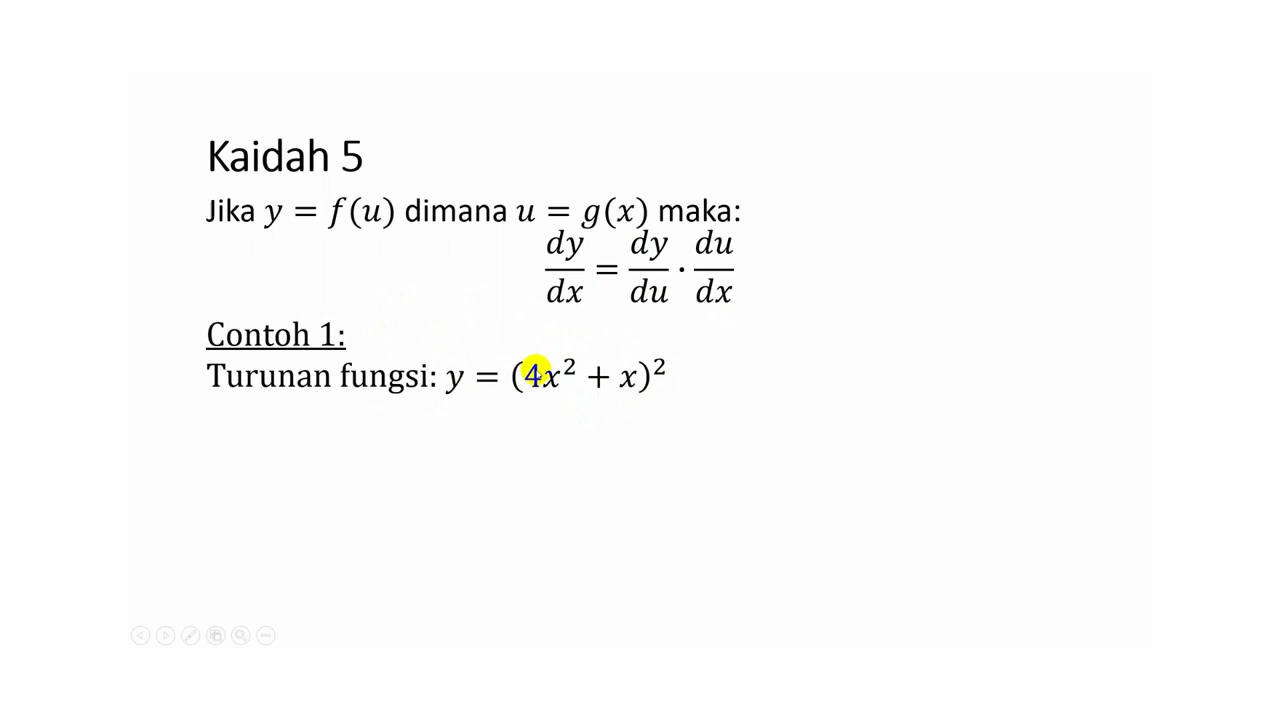 Kaidah 5
Jika y = f(u) dimana u = g(x) maka:
dy/dx = dy/du · du/dx
Contoh 1:
Turunan fungsi: y = (4x² + x)²